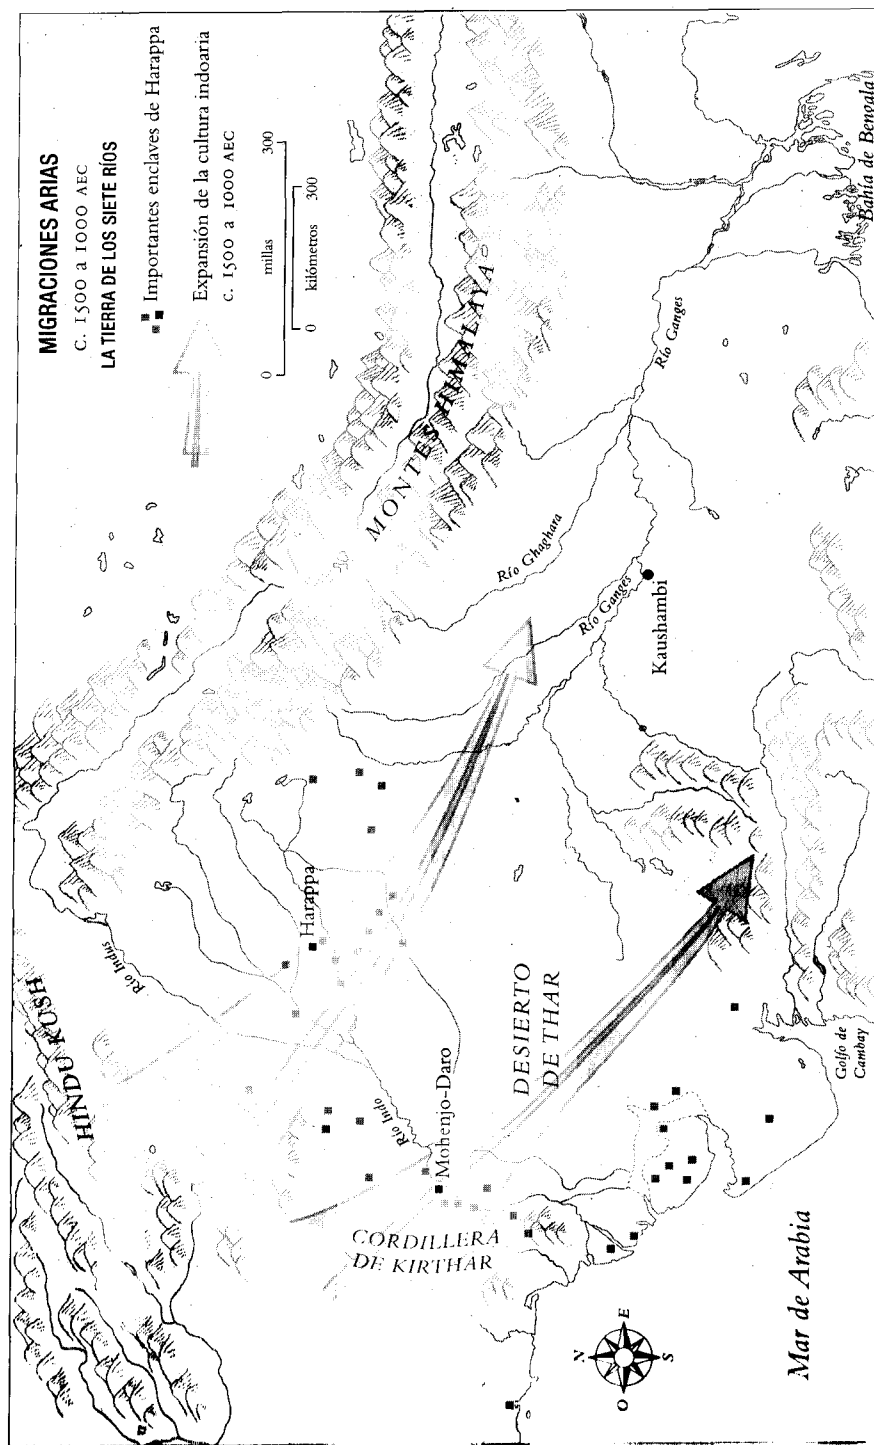 MIGRACIONES ARIAS
C. 1500 a 1000 AEC
LA TIERRA DE LOS SIETE RÍOS
Importantes enclaves de Harappa
Expansión de la cultura indoaria
C. 1500 a 1000 AEC
millas
0 300
0 300
kilómetros
HINDU KUSH
Río Indus
MONTES HIMALAYA
Harappa
Río Ghaghara
Río Ganges
Río Ganges
Bahía de Bengala
Kaushambi
Río Indo
Mohenjo-Daro
CORDILLERA
DE KIRTHAR
DESIERTO
DE THAR
Golfo de
Cambay
Mar de Arabia
N
O E
S